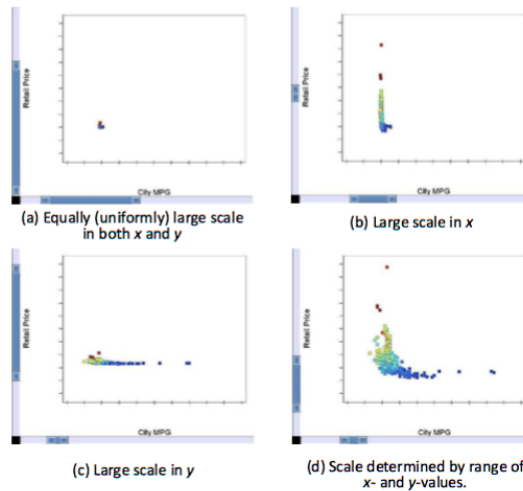 Retail Price
City MPG
(a) Equally (uniformly) large scale
in both x and y
Retail Price
City MPG
(b) Large scale in x
Retail Price
City MPG
(c) Large scale in y
Retail Price
City MPG
(d) Scale determined by range of
x- and y-values.